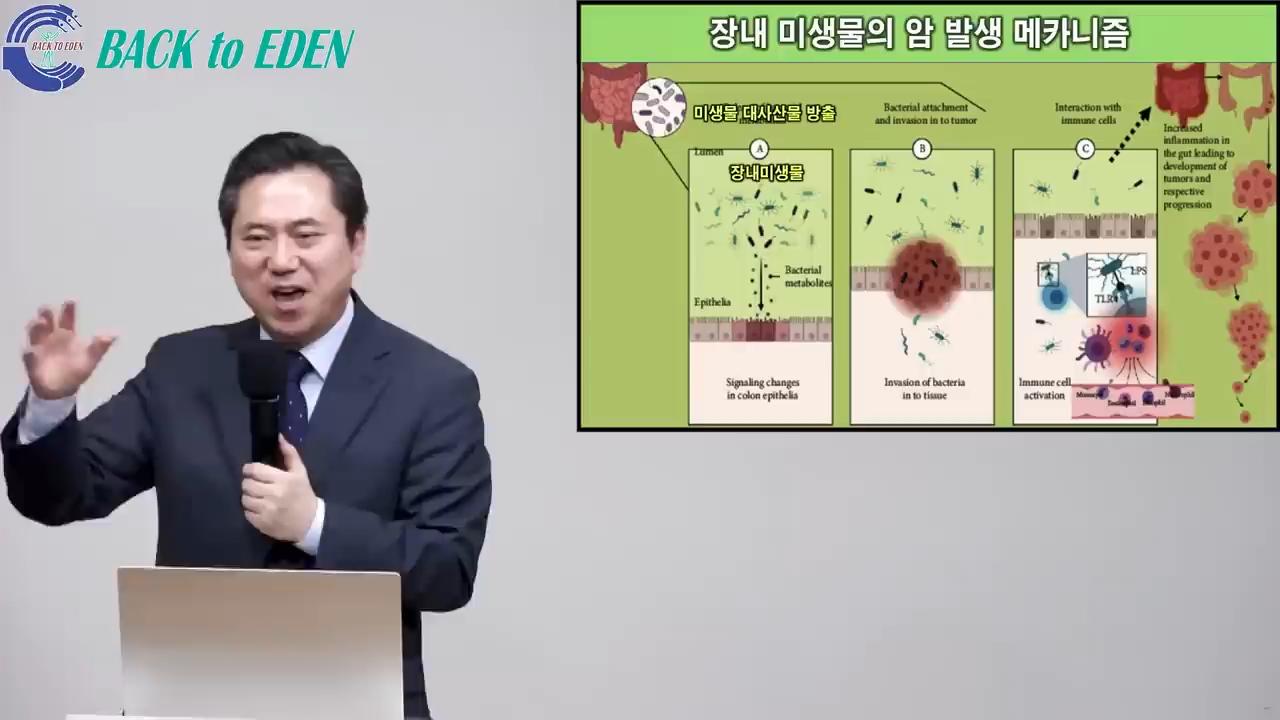 BACK TO EDEN
BACK to EDEN
장내 미생물의 암 발생 메카니즘
미생물 대사산물 방출
Bacterial attachment
and invasion in to tumor
Interaction with
immune cells
A
B
C
Lumen
장내미생물
Bacterial
metabolites
Epithelia
Signaling changes
in colon epithelia
Invasion of bacteria
in to tissue
LPS
TLR4
Immune cell
activation
Increased
inflammation in
the gut leading to
development of
tumors and
respective
progression